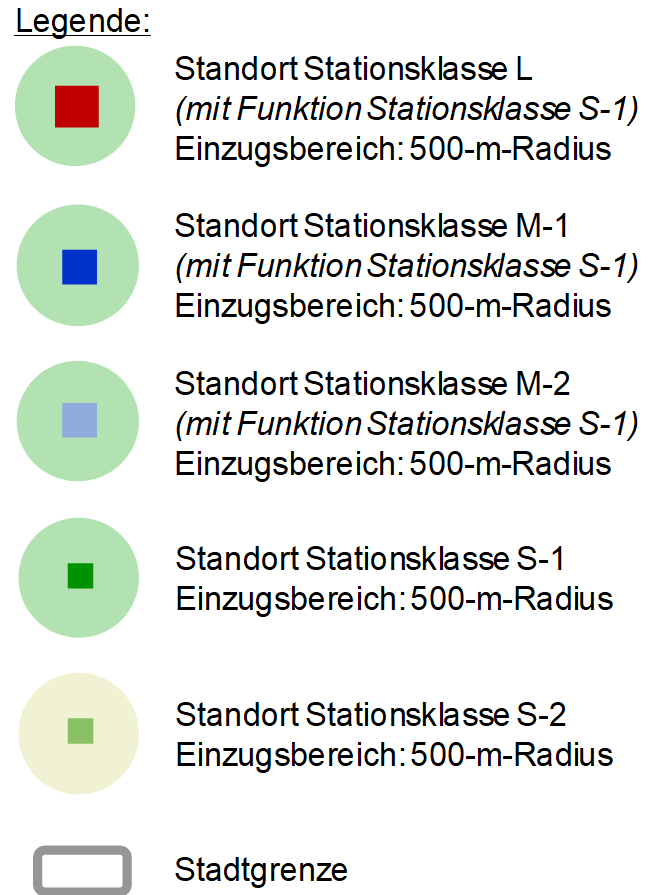 Legende:
Standort Stationsklasse L
(mit Funktion Stationsklasse S-1)
Einzugsbereich: 500-m-Radius
Standort Stationsklasse M-1
(mit Funktion Stationsklasse S-1)
Einzugsbereich: 500-m-Radius
Standort Stationsklasse M-2
(mit Funktion Stationsklasse S-1)
Einzugsbereich: 500-m-Radius
Standort Stationsklasse S-1
Einzugsbereich: 500-m-Radius
Standort Stationsklasse S-2
Einzugsbereich: 500-m-Radius
Stadtgrenze